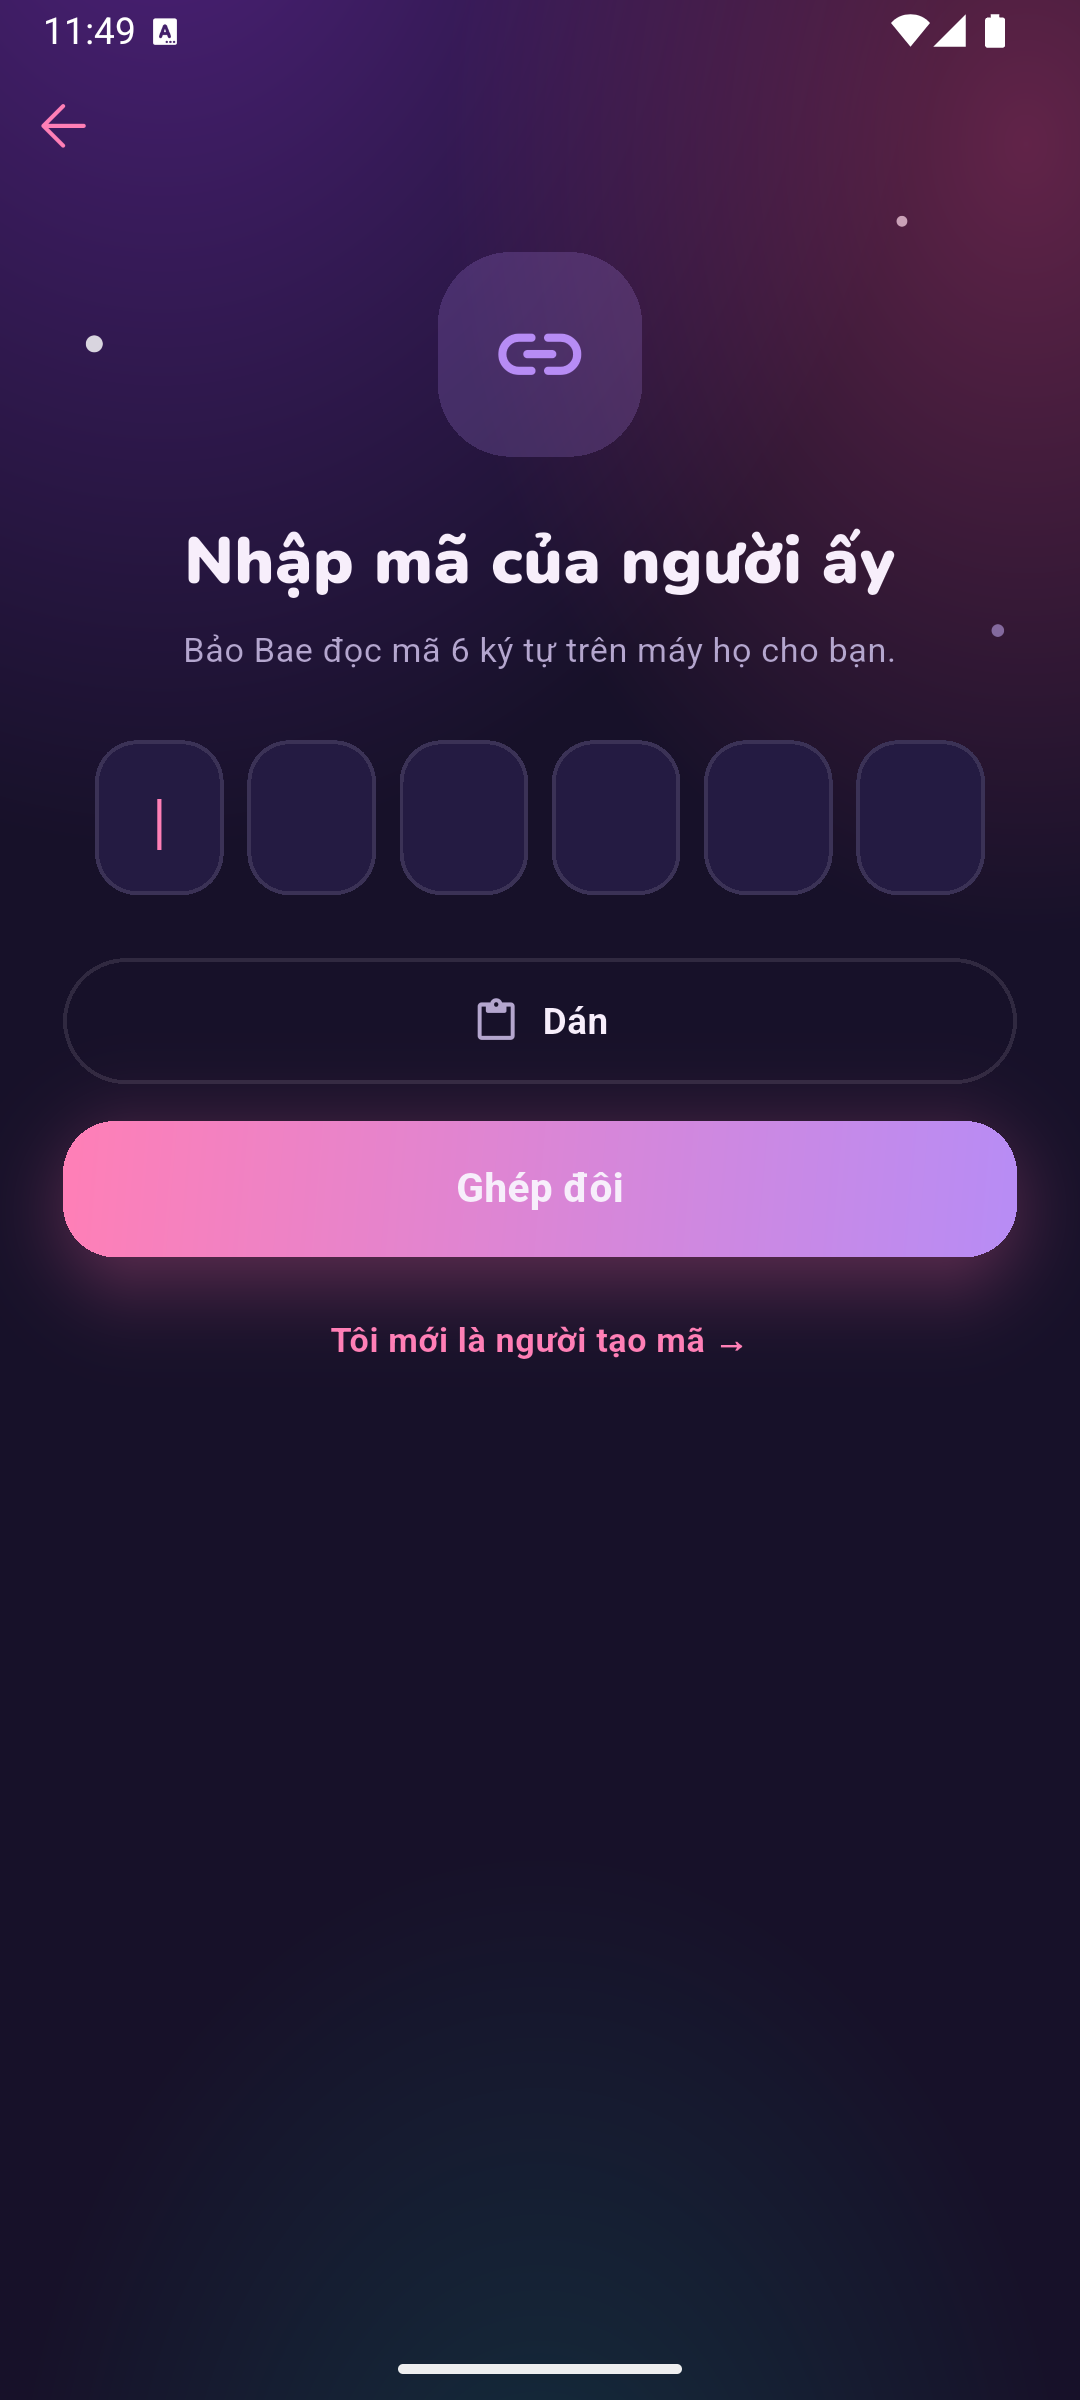 11:49
Nhập mã của người ấy
Bảo Bae đọc mã 6 ký tự trên máy họ cho bạn.
Dán
Ghép đôi
Tôi mới là người tạo mã →